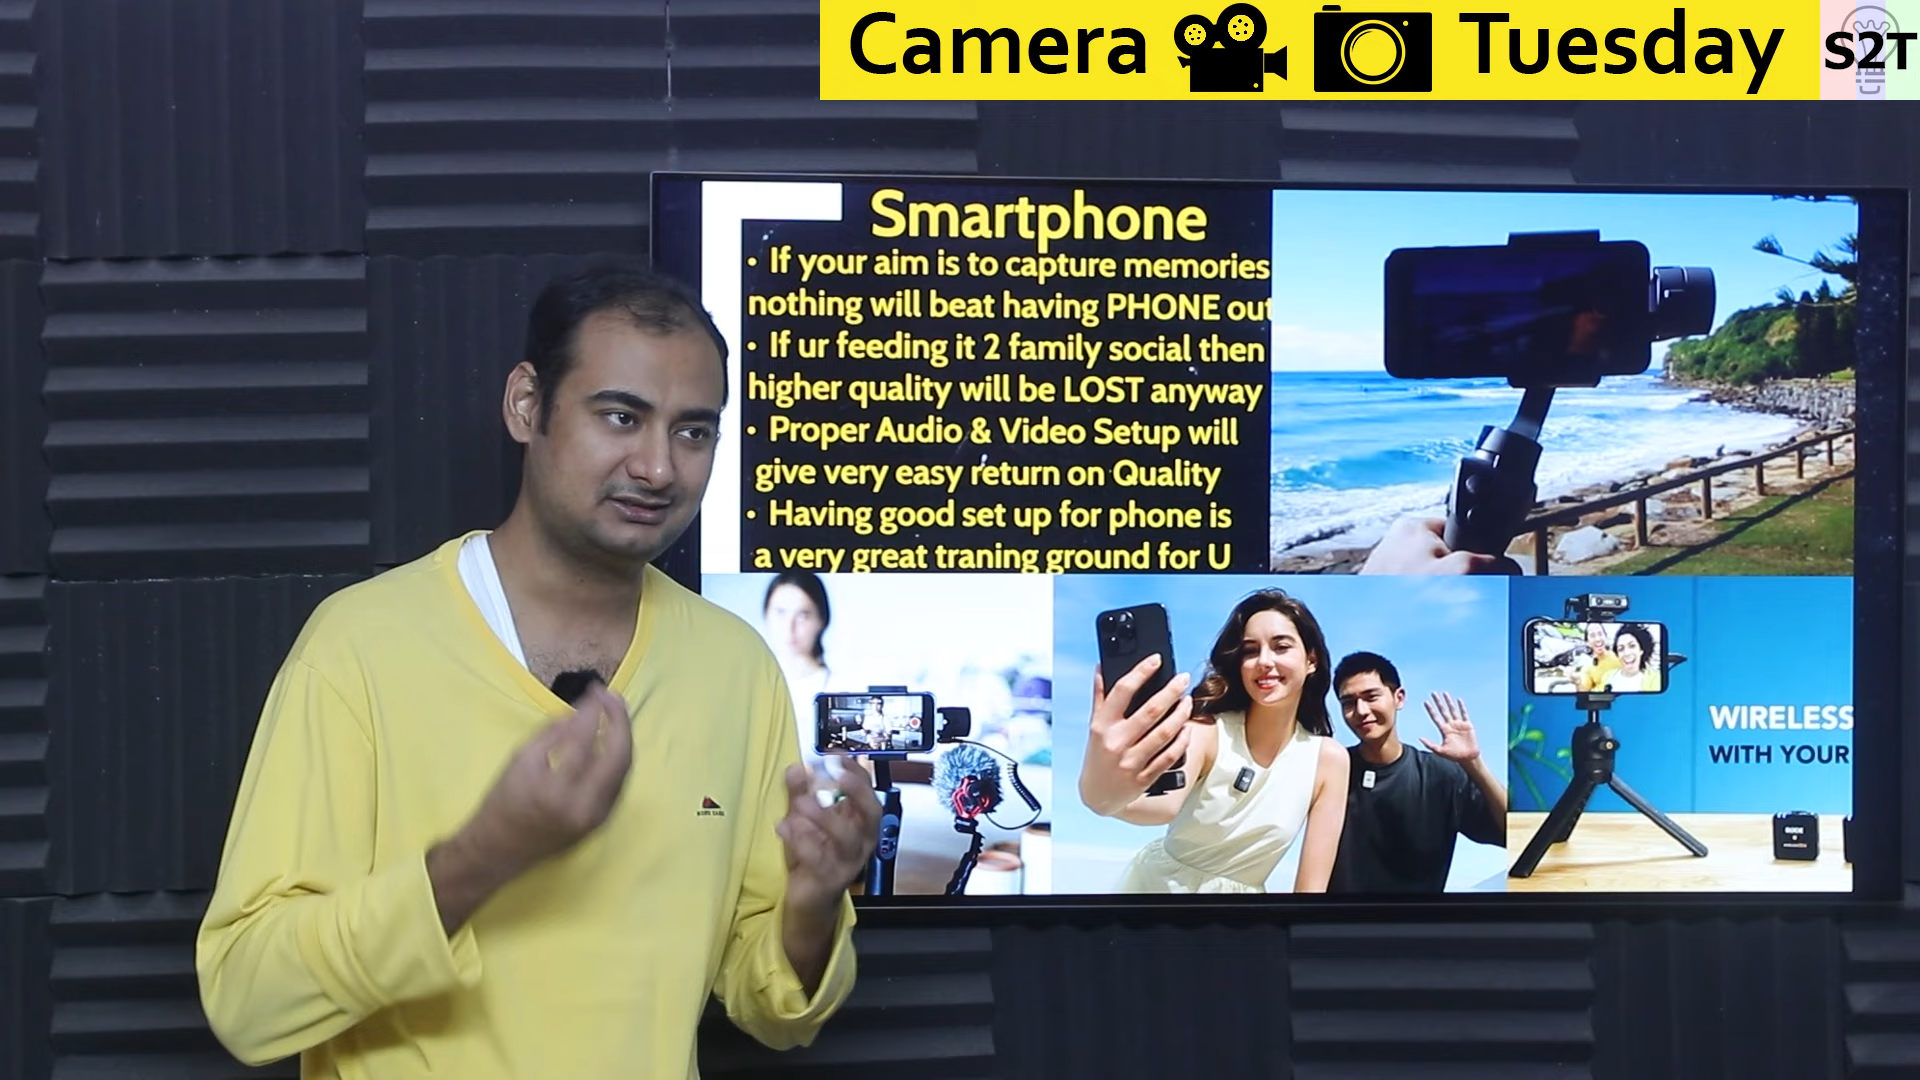 Camera Tuesday S2T
Smartphone
• If your aim is to capture memories
nothing will beat having PHONE out
• If ur feeding it 2 family social then
higher quality will be LOST anyway
• Proper Audio & Video Setup will
give very easy return on Quality
• Having good set up for phone is
a very great traning ground for U
WIRELESS
WITH YOUR
RODE